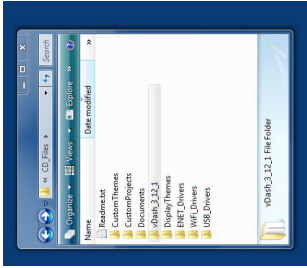 « CD_Files ▸ Search
Organize ▾ Views ▾ Explore »
Name Date modified »
Readme.txt
CustomThemes
CustomProjects
Documents
vDash_3_12_1
DisplayThemes
ENET_Drivers
WiFi_Drivers
USB_Drivers
vDash_3_12_1 File Folder